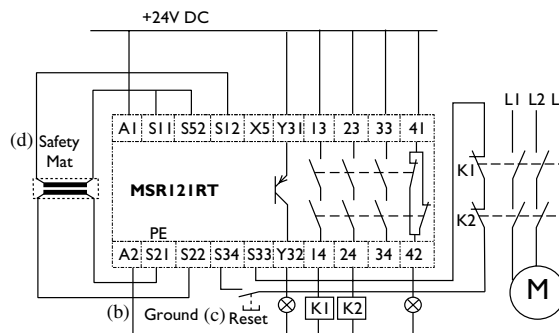 +24V DC
L1 L2 L
A1 S11 S52 S12 X5 Y31 13 23 33 41
(d) Safety
Mat
MSR121RT
K1
K2
PE
A2 S21 S22 S34 S33 Y32 14 24 34 42
M
(b) Ground (c) Reset
K1 K2